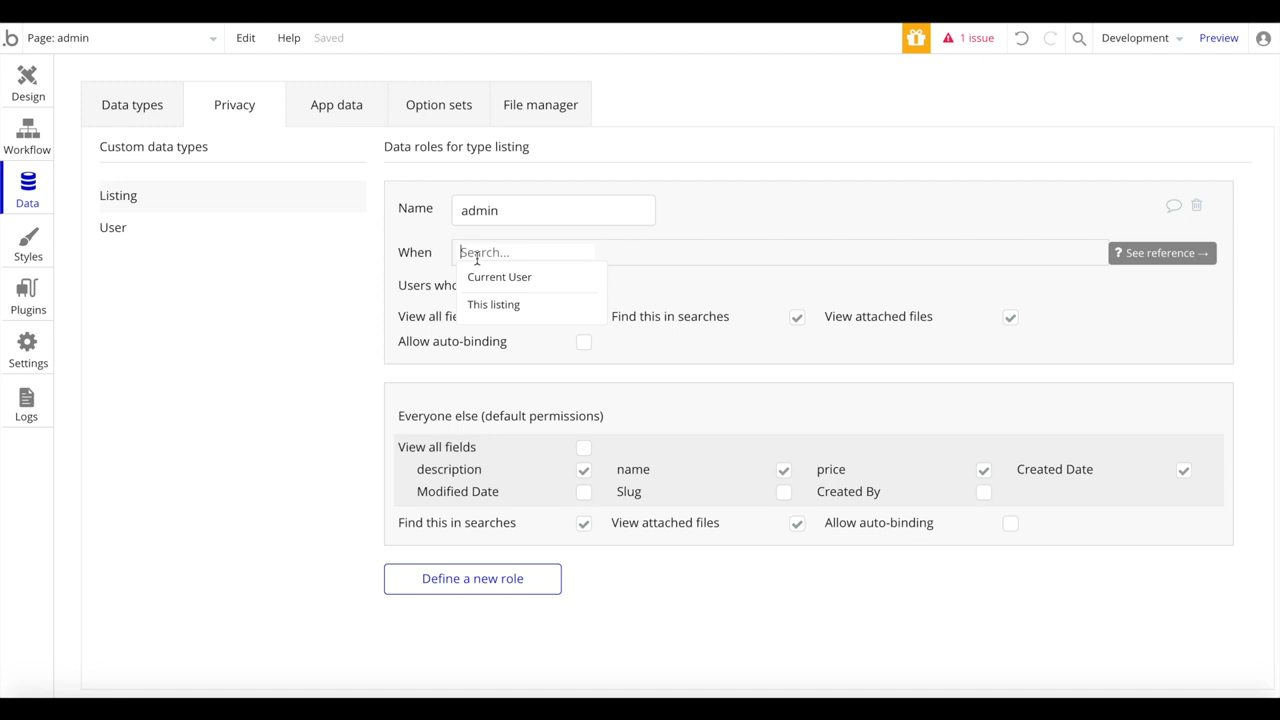 .b Page: admin Edit Help Saved 1 issue Development Preview
Design
Workflow
Data
Styles
Plugins
Settings
Logs
Data types Privacy App data Option sets File manager
Custom data types
Listing
User
Data roles for type listing
Name admin
When Search... ? See reference →
Current User
This listing
Users who
View all fie Find this in searches View attached files
Allow auto-binding
Everyone else (default permissions)
View all fields
description name price Created Date
Modified Date Slug Created By
Find this in searches View attached files Allow auto-binding
Define a new role